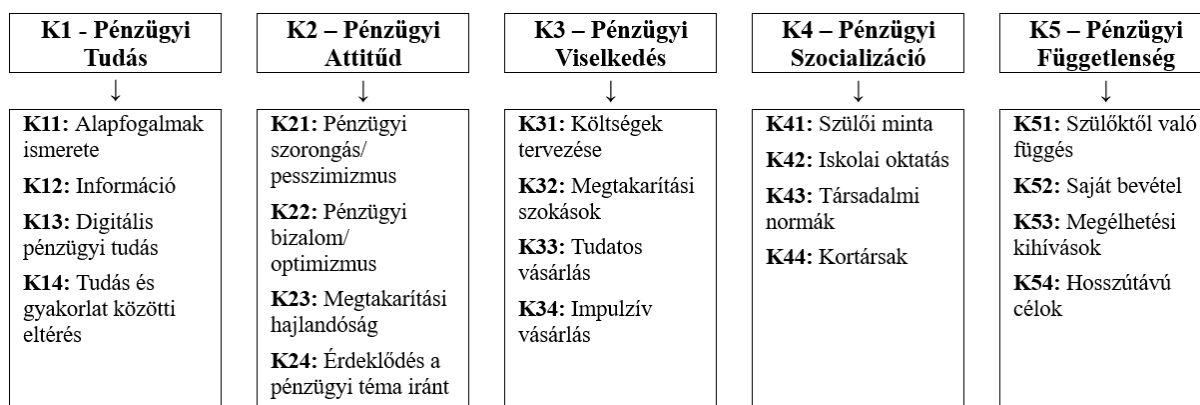 K1 - Pénzügyi
Tudás
↓
K11: Alapfogalmak
ismerete
K12: Információ
K13: Digitális
pénzügyi tudás
K14: Tudás és
gyakorlat közötti
eltérés
K2 – Pénzügyi
Attitűd
↓
K21: Pénzügyi
szorongás/
pesszimizmus
K22: Pénzügyi
bizalom/
optimizmus
K23: Megtakarítási
hajlandóság
K24: Érdeklődés a
pénzügyi téma iránt
K3 – Pénzügyi
Viselkedés
↓
K31: Költségek
tervezése
K32: Megtakarítási
szokások
K33: Tudatos
vásárlás
K34: Impulzív
vásárlás
K4 – Pénzügyi
Szocializáció
↓
K41: Szülői minta
K42: Iskolai oktatás
K43: Társadalmi
normák
K44: Kortársak
K5 – Pénzügyi
Függetlenség
↓
K51: Szülőktől való
függés
K52: Saját bevétel
K53: Megélhetési
kihívások
K54: Hosszútávú
célok